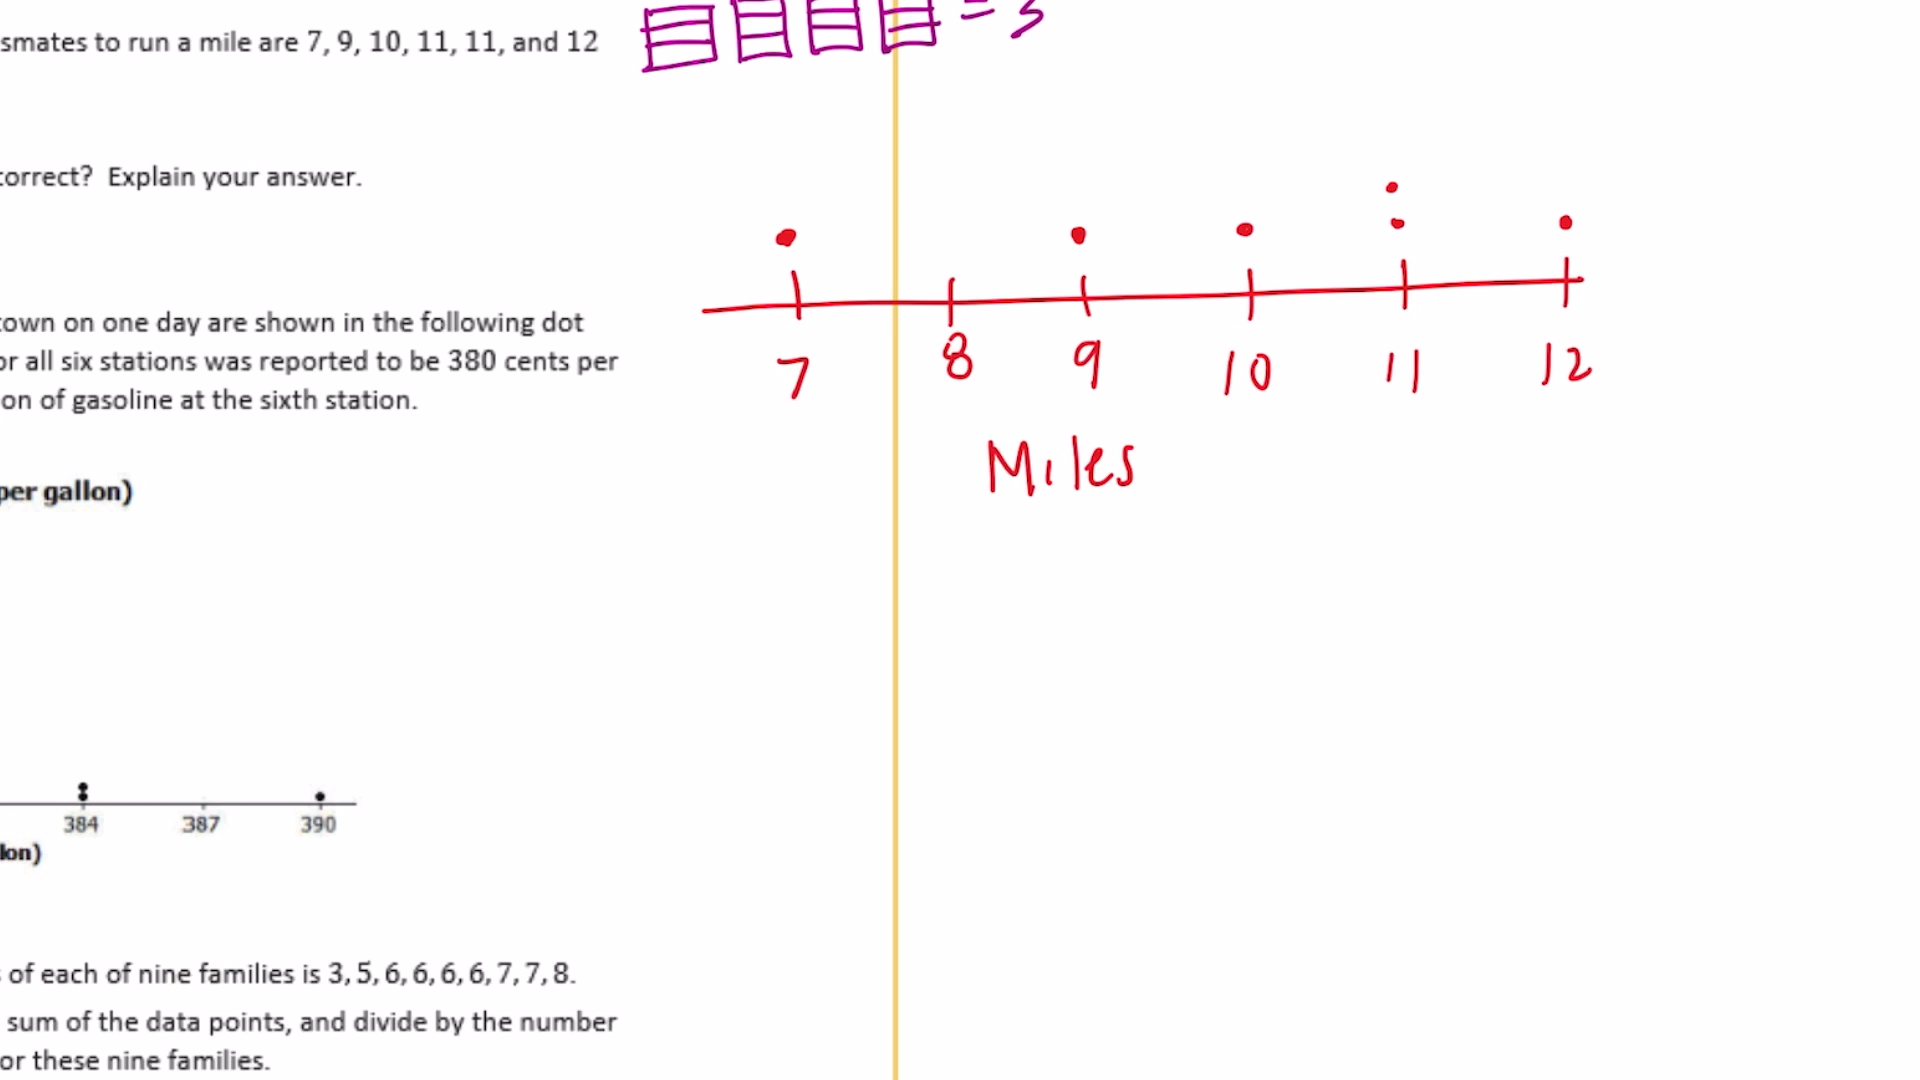 smates to run a mile are 7, 9, 10, 11, 11, and 12
= 3
correct? Explain your answer.
town on one day are shown in the following dot
or all six stations was reported to be 380 cents per
on of gasoline at the sixth station.
7 8 9 10 11 12
Miles
per gallon)
384 387 390
lon)
of each of nine families is 3, 5, 6, 6, 6, 6, 7, 7, 8.
sum of the data points, and divide by the number
or these nine families.